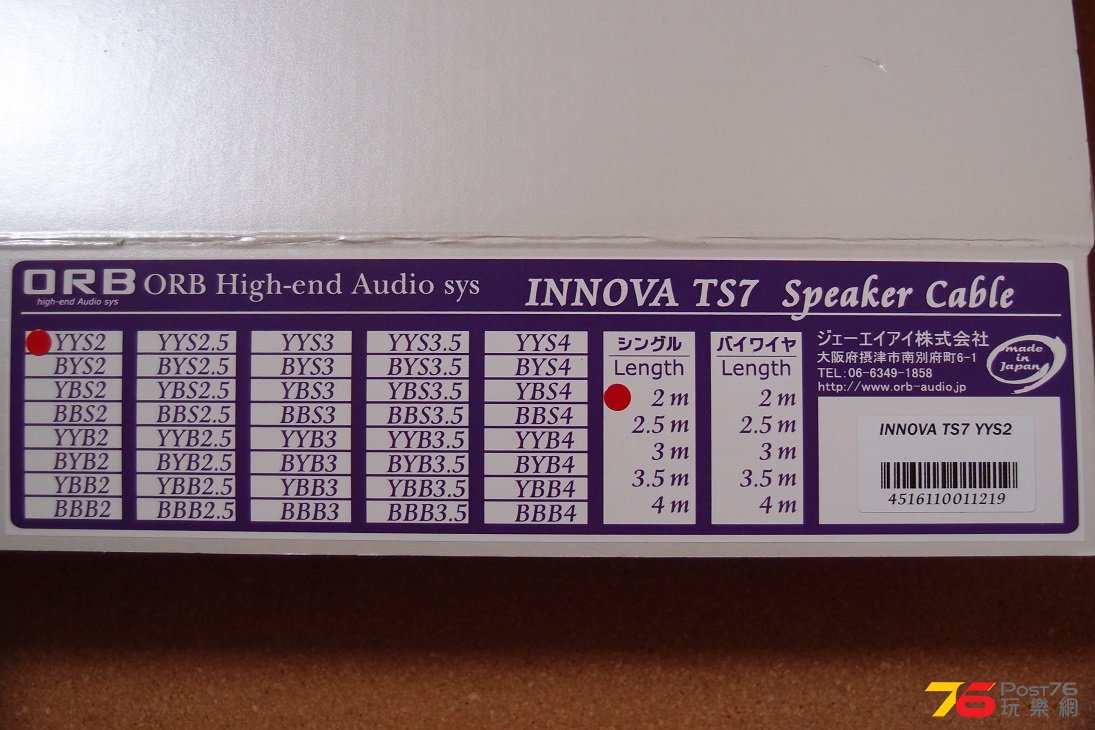 ORB ORB High-end Audio sys INNOVA TS7 Speaker Cable
high-end Audio sys
YYS2 YYS2.5 YYS3 YYS3.5 YYS4
BYS2 BYS2.5 BYS3 BYS3.5 BYS4
YBS2 YBS2.5 YBS3 YBS3.5 YBS4
BBS2 BBS2.5 BBS3 BBS3.5 BBS4
YYB2 YYB2.5 YYB3 YYB3.5 YYB4
BYB2 BYB2.5 BYB3 BYB3.5 BYB4
YBB2 YBB2.5 YBB3 YBB3.5 YBB4
BBB2 BBB2.5 BBB3 BBB3.5 BBB4
シングル
Length
2 m
2.5 m
3 m
3.5 m
4 m
バイワイヤ
Length
2 m
2.5 m
3 m
3.5 m
4 m
ジェーエイアイ株式会社
大阪府摂津市南別府町6-1
TEL:06-6349-1858
http://www.orb-audio.jp
made
in
Japan
INNOVA TS7 YYS2
4516110011219
76 Post76
玩樂網